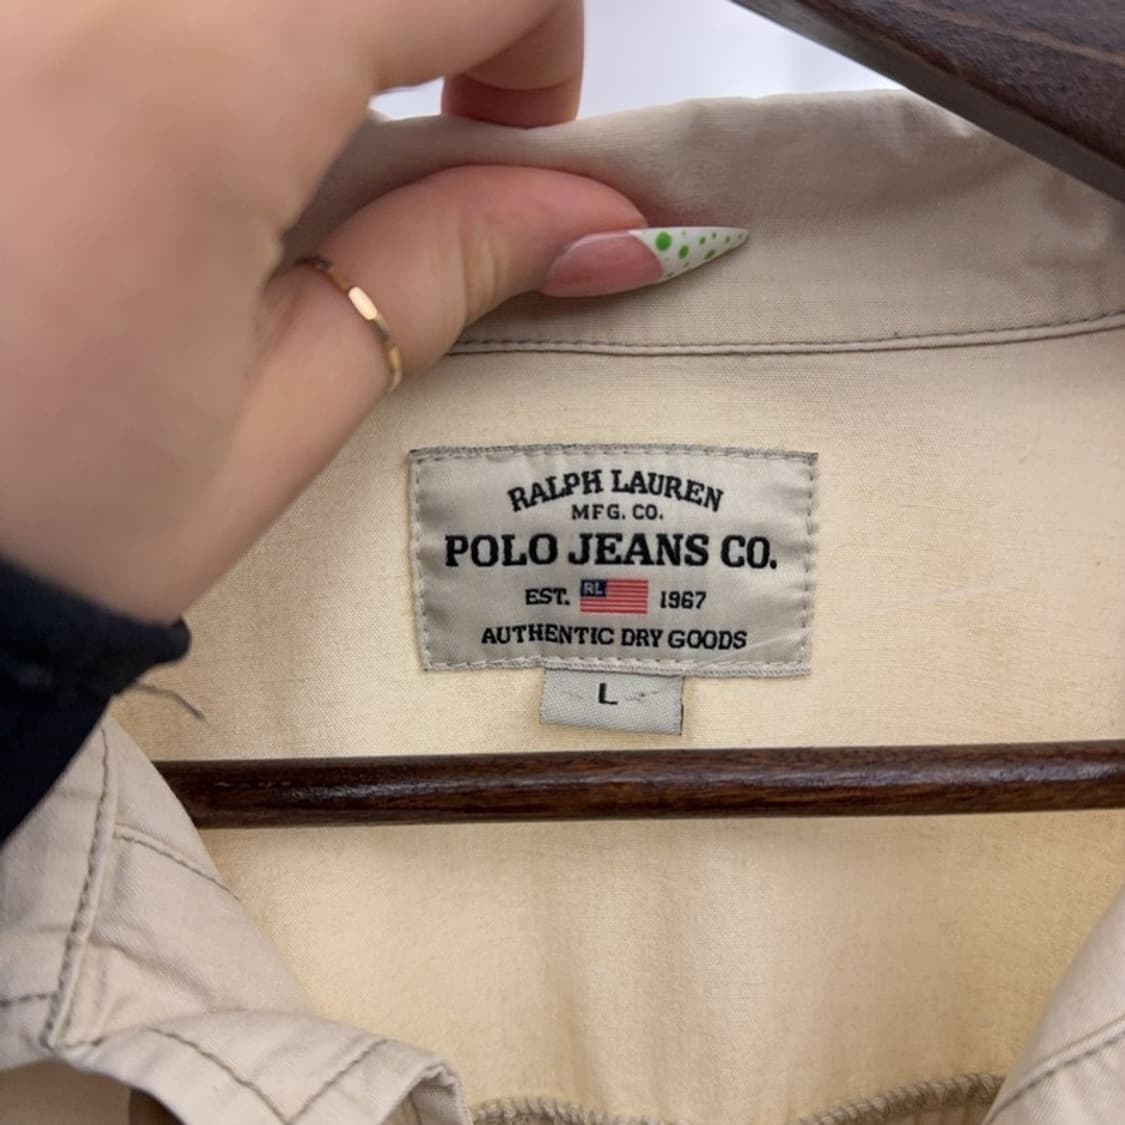 RALPH LAUREN
MFG. CO.
POLO JEANS CO.
EST. RL 1967
AUTHENTIC DRY GOODS
L